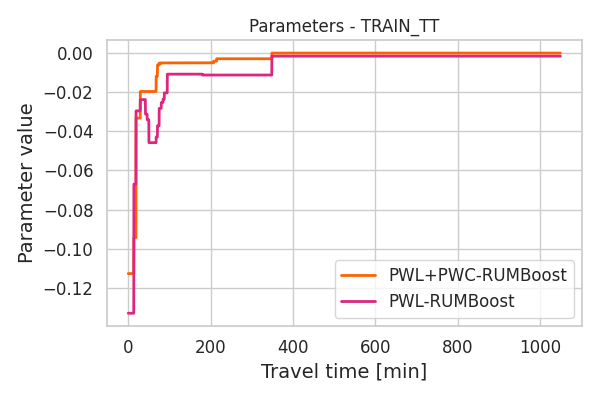 Parameters - TRAIN_TT
Parameter value
0.00
−0.02
−0.04
−0.06
−0.08
−0.10
−0.12
PWL+PWC-RUMBoost
PWL-RUMBoost
0 200 400 600 800 1000
Travel time [min]